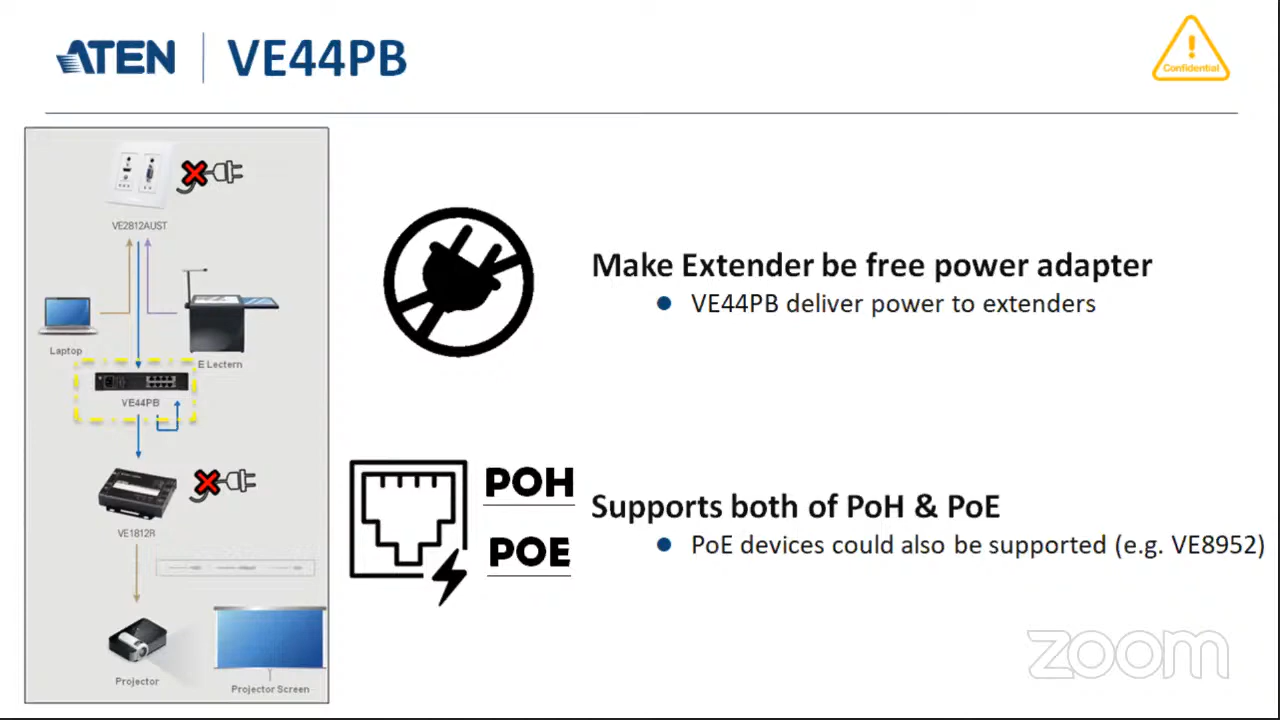 ATEN
VE44PB
Confidential
VE2812AUST
Laptop
E Lectern
VE44PB
VE1812R
Projector
Projector Screen
Make Extender be free power adapter
VE44PB deliver power to extenders
POH
POE
Supports both of PoH & PoE
PoE devices could also be supported (e.g. VE8952)
zoom